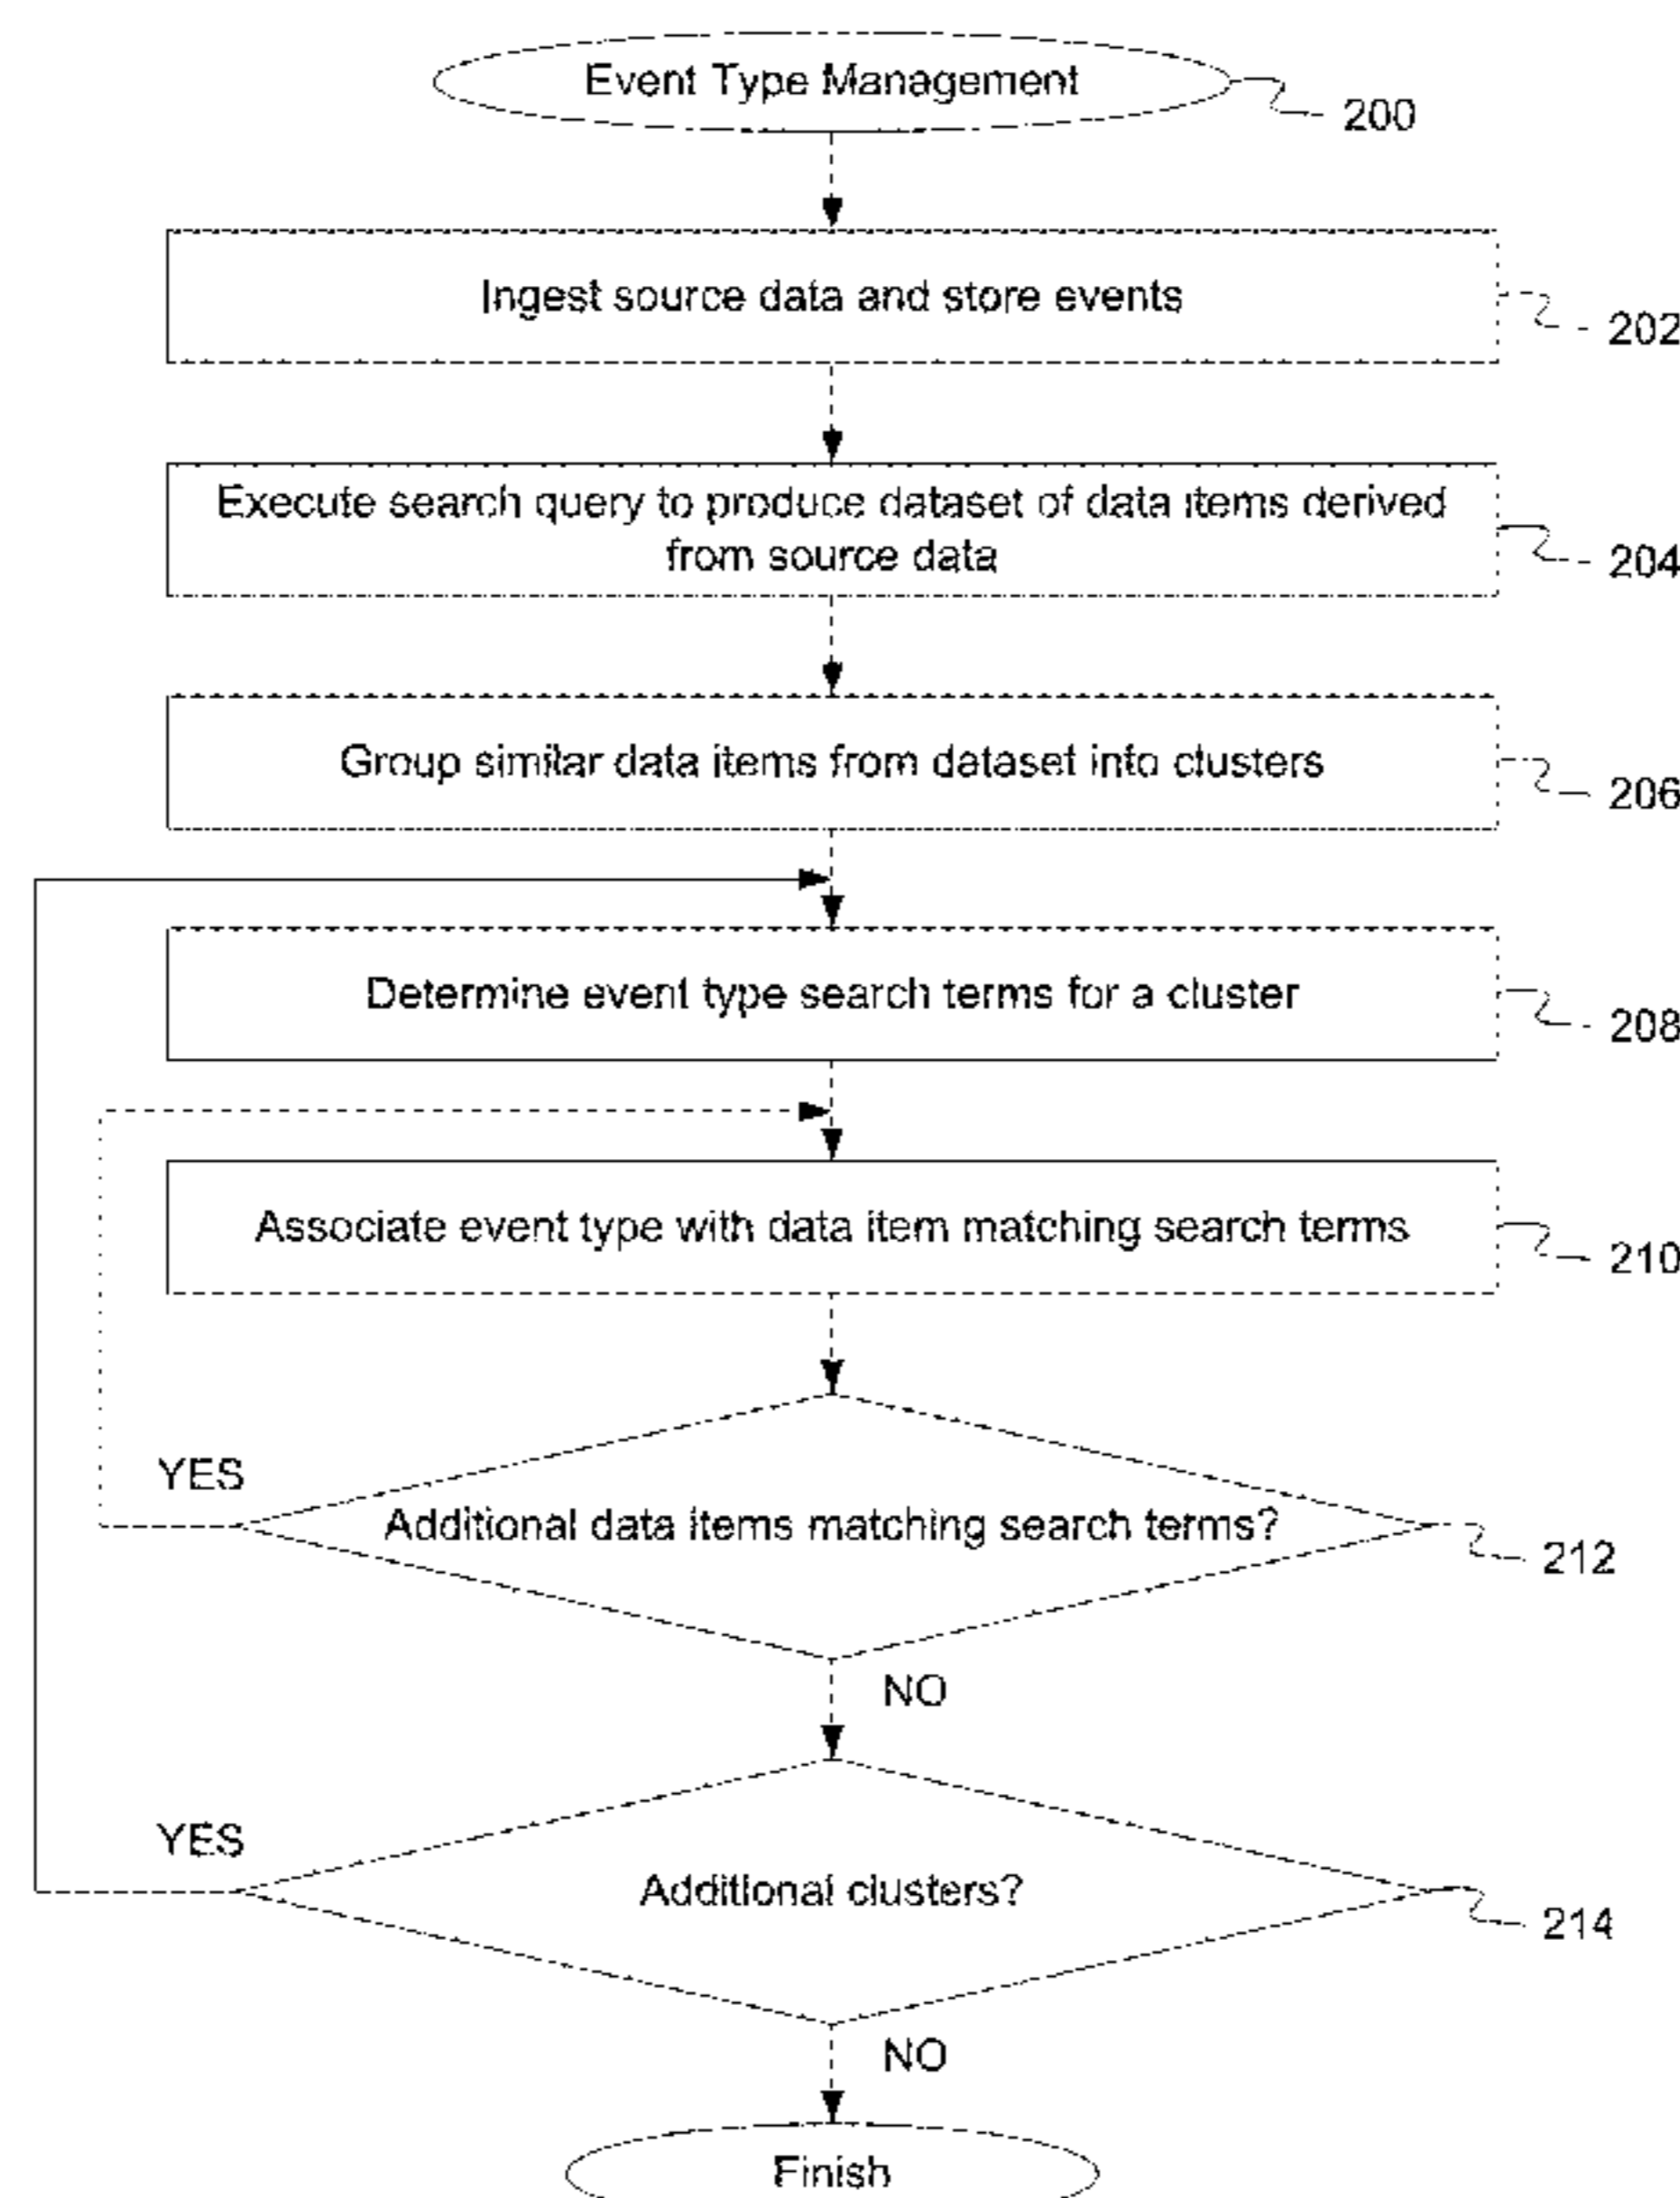 Event Type Management
200
Ingest source data and store events
202
Execute search query to produce dataset of data items derived
from source data
204
Group similar data items from dataset into clusters
206
Determine event type search terms for a cluster
208
Associate event type with data item matching search terms
210
YES
Additional data items matching search terms?
212
NO
YES
Additional clusters?
214
NO
Finish